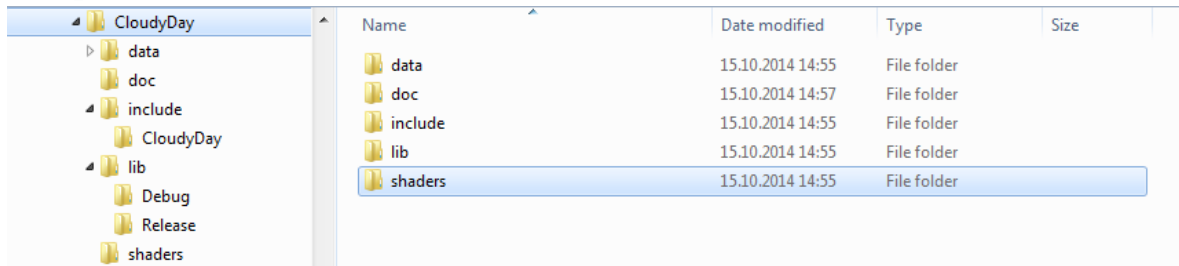 CloudyDay
data
doc
include
CloudyDay
lib
Debug
Release
shaders
Name Date modified Type Size
data 15.10.2014 14:55 File folder
doc 15.10.2014 14:57 File folder
include 15.10.2014 14:55 File folder
lib 15.10.2014 14:55 File folder
shaders 15.10.2014 14:55 File folder